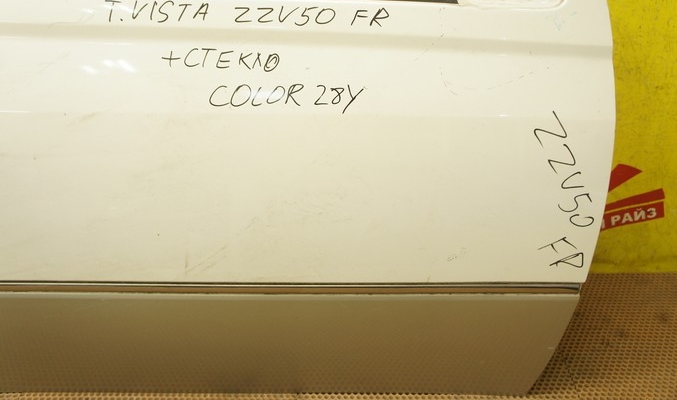 T.VISTA ZZV50 FR
+СТЕКЛО
COLOR 28Y
ZZV50
FR
РАЙЗ